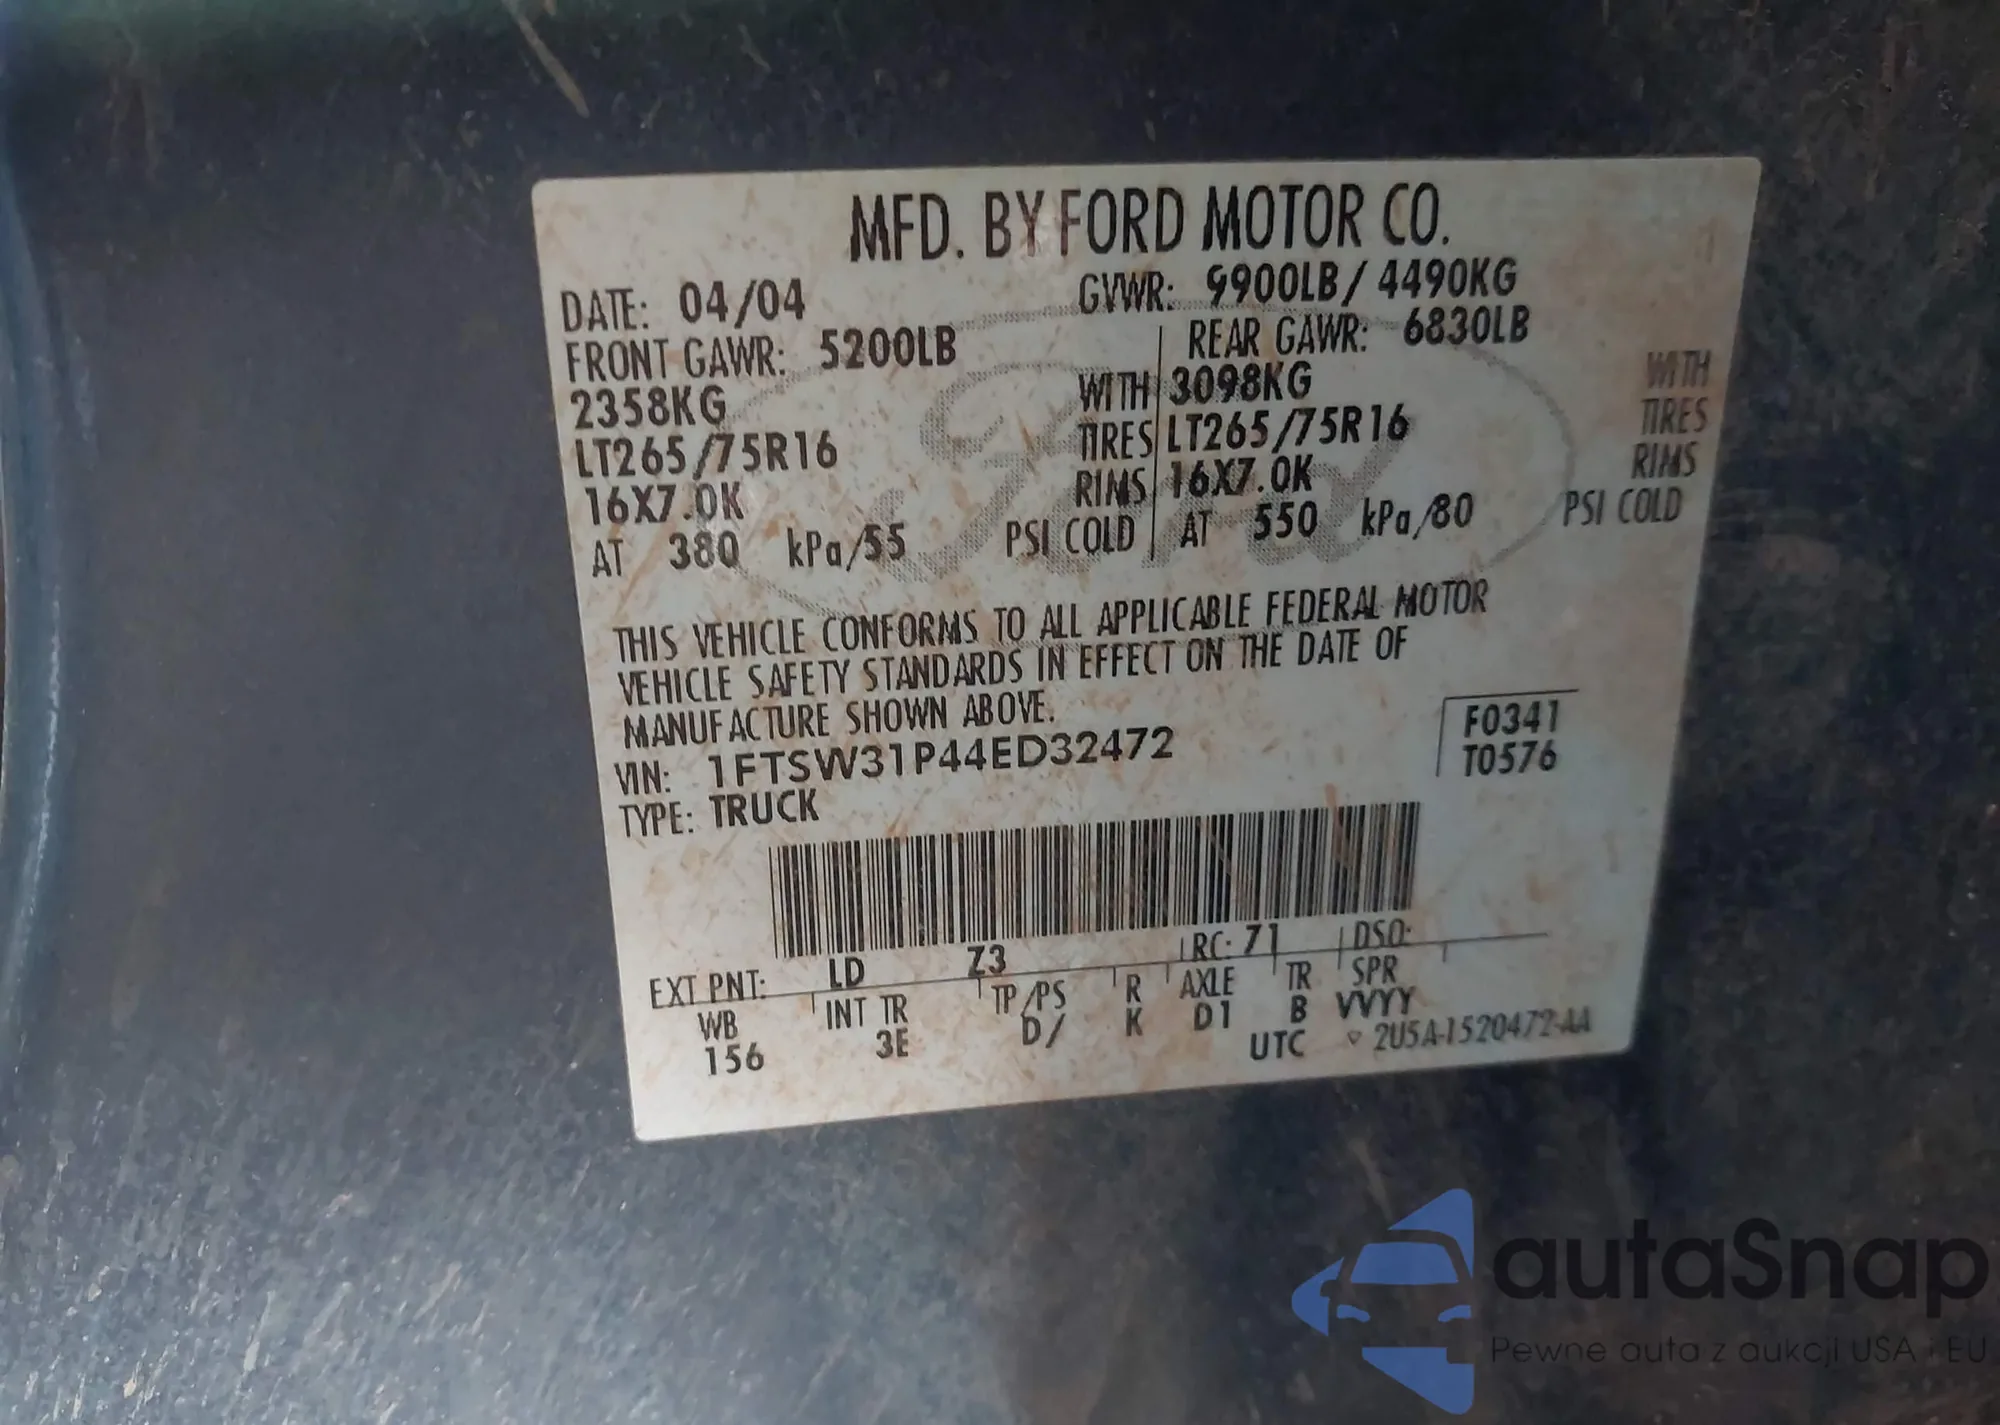 MFD. BY FORD MOTOR CO.
DATE: 04/04 GVWR: 9900LB / 4490KG
FRONT GAWR: 5200LB REAR GAWR: 6830LB
2358KG WITH 3098KG WITH
LT265/75R16 TIRES LT265/75R16 TIRES
16X7.0K RIMS 16X7.0K RIMS
AT 380 kPa/55 PSI COLD AT 550 kPa/80 PSI COLD
THIS VEHICLE CONFORMS TO ALL APPLICABLE FEDERAL MOTOR
VEHICLE SAFETY STANDARDS IN EFFECT ON THE DATE OF
MANUFACTURE SHOWN ABOVE.
VIN: 1FTSW31P44ED32472
TYPE: TRUCK
F0341
T0576
EXT PNT: LD Z3 RC: 71 DSO:
WB INT TR TP/PS R AXLE TR SPR
156 3E D/ K D1 B VVYY
UTC ▽ 2U5A-1520472-AA
Ford
autaSnap
Pewne auta z aukcji USA i EU